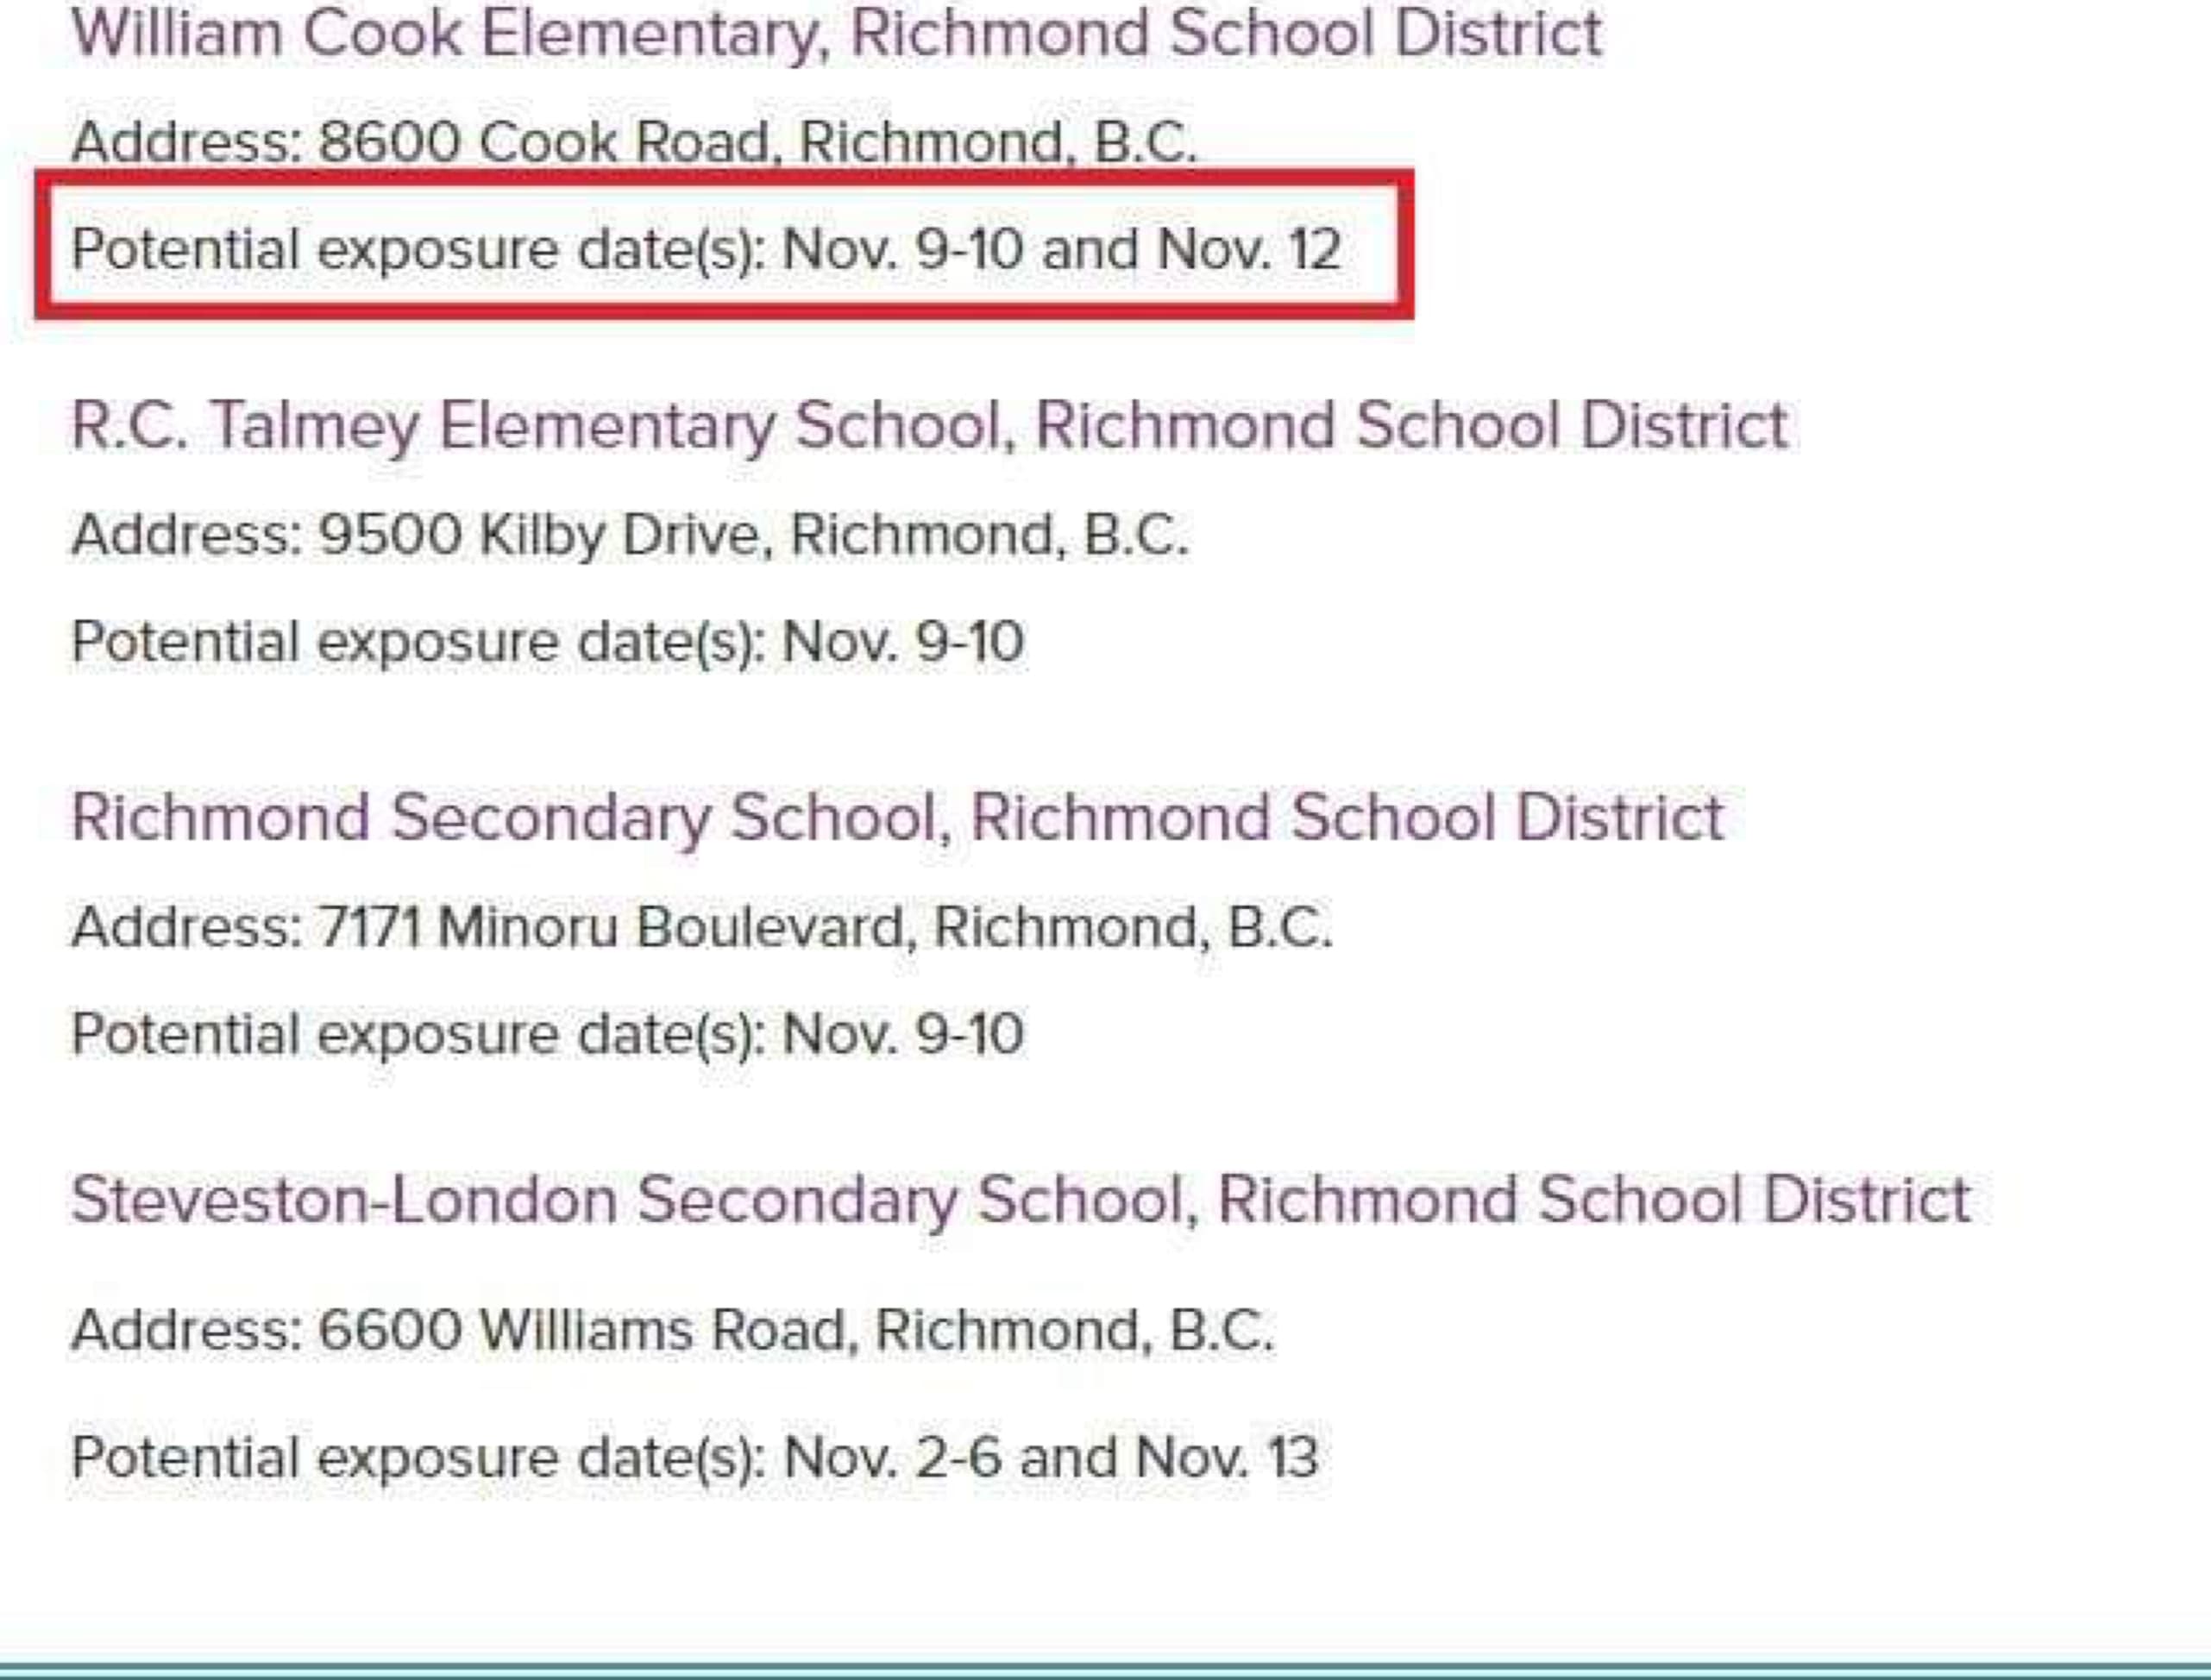 William Cook Elementary, Richmond School District
Address: 8600 Cook Road, Richmond, B.C.
Potential exposure date(s): Nov. 9-10 and Nov. 12
R.C. Talmey Elementary School, Richmond School District
Address: 9500 Kilby Drive, Richmond, B.C.
Potential exposure date(s): Nov. 9-10
Richmond Secondary School, Richmond School District
Address: 7171 Minoru Boulevard, Richmond, B.C.
Potential exposure date(s): Nov. 9-10
Steveston-London Secondary School, Richmond School District
Address: 6600 Williams Road, Richmond, B.C.
Potential exposure date(s): Nov. 2-6 and Nov. 13